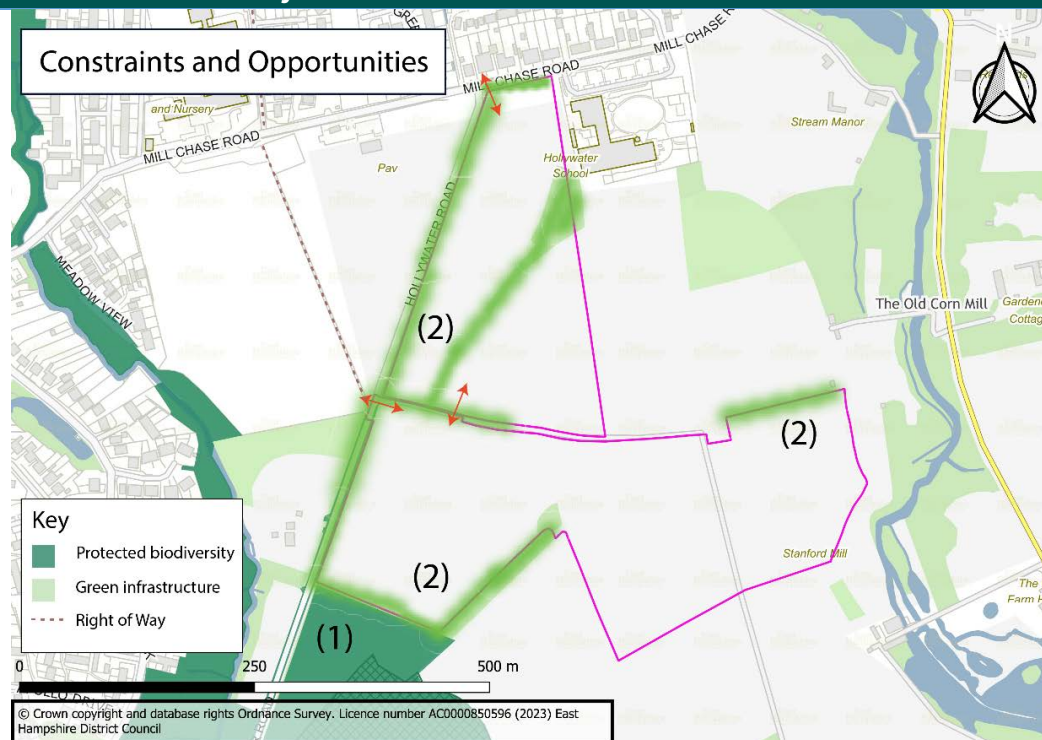 Constraints and Opportunities
N
MILL CHASE ROAD
MILL CHASE ROAD
and Nursery
MILL CHASE ROAD
Pav
Hollywater
School
Stream Manor
HOLLYWATER ROAD
MEADOW VIEW
(2)
The Old Corn Mill
Cottag
(2)
Key
Protected biodiversity
Green infrastructure
Right of Way
(2)
Stanford Mill
The
Farm H
(1)
0
250
500 m
© Crown copyright and database rights Ordnance Survey. Licence number AC0000850596 (2023) East
Hampshire District Council